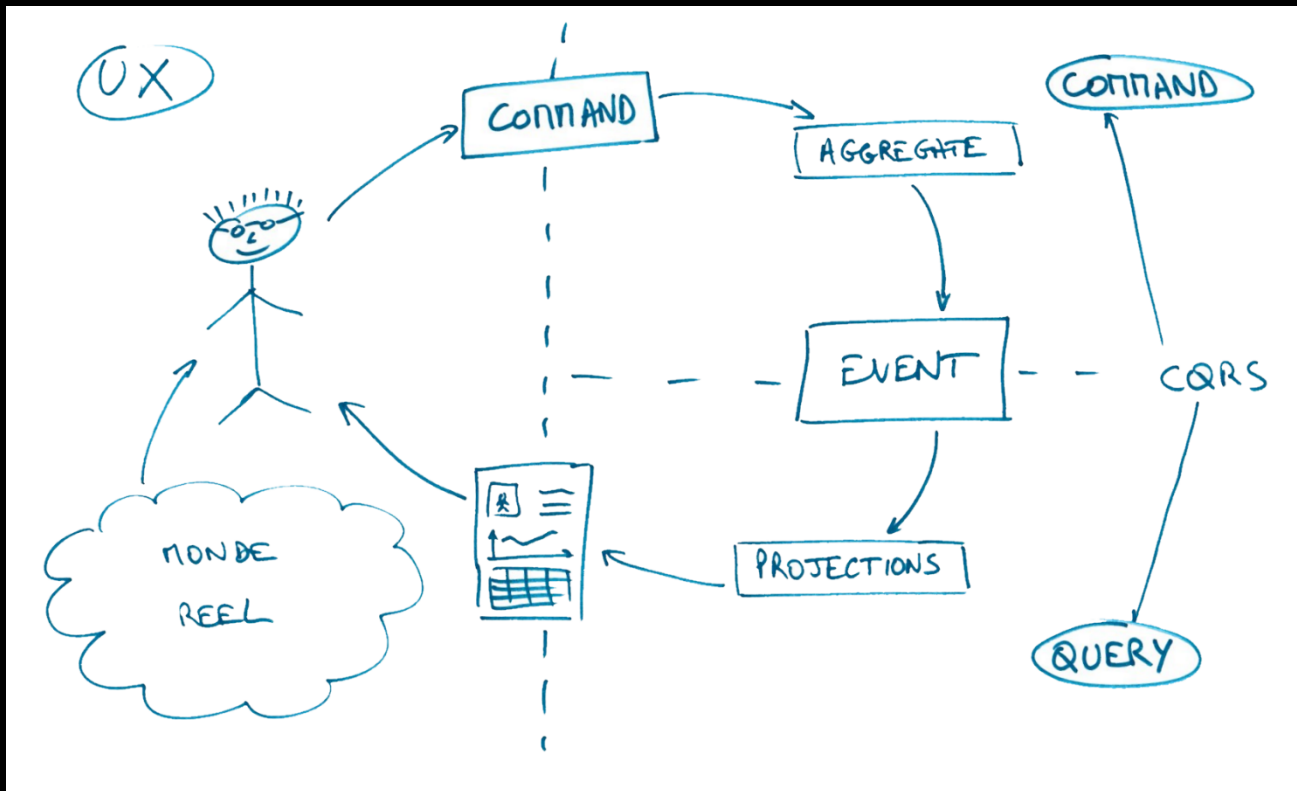 UX
COMMAND
COMMAND
AGGREGATE
EVENT
CQRS
MONDE
REEL
PROJECTIONS
QUERY